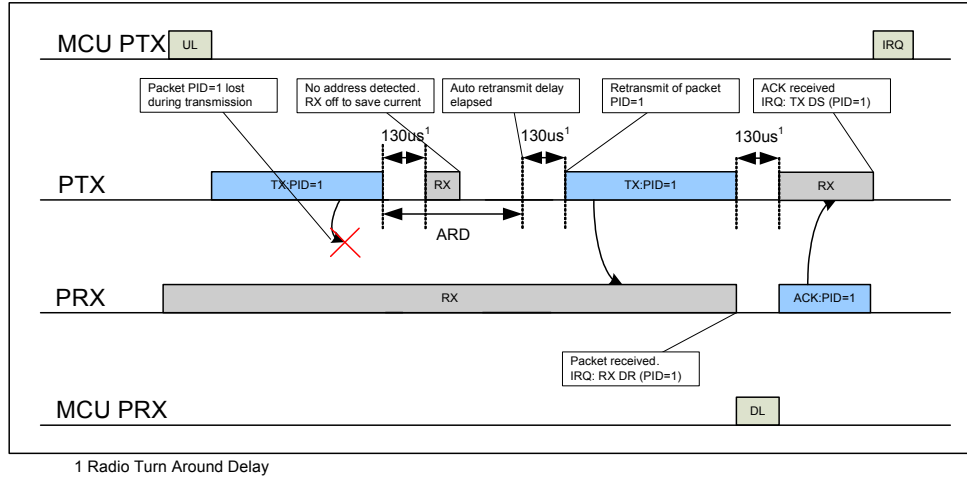 MCU PTX
UL
IRQ
Packet PID=1 lost
during transmission
No address detected.
RX off to save current
Auto retransmit delay
elapsed
Retransmit of packet
PID=1
ACK received
IRQ: TX DS (PID=1)
130us1
130us1
130us1
PTX
TX:PID=1
RX
TX:PID=1
RX
ARD
PRX
RX
ACK:PID=1
Packet received.
IRQ: RX DR (PID=1)
MCU PRX
DL
1 Radio Turn Around Delay